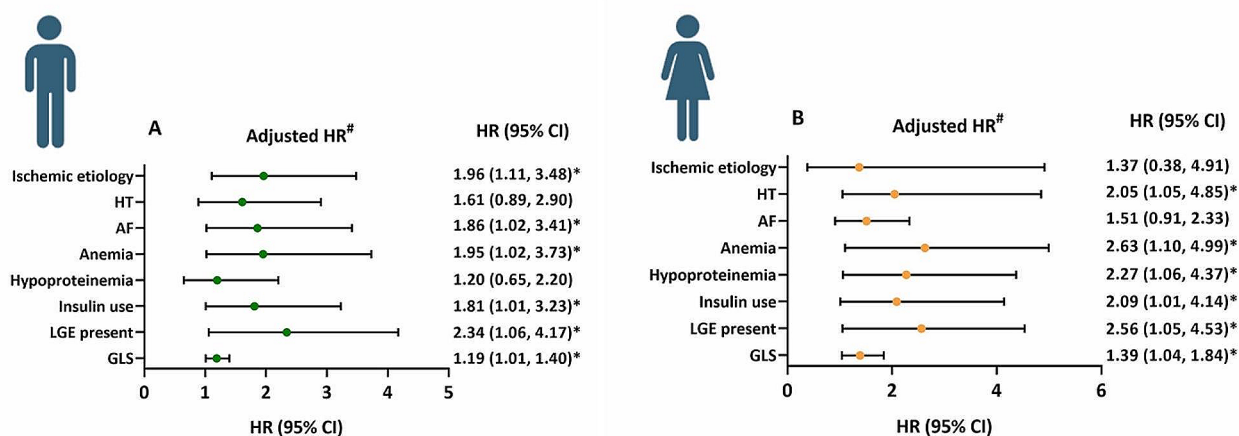 A
Adjusted HR#
HR (95% CI)
Ischemic etiology 1.96 (1.11, 3.48)*
HT 1.61 (0.89, 2.90)
AF 1.86 (1.02, 3.41)*
Anemia 1.95 (1.02, 3.73)*
Hypoproteinemia 1.20 (0.65, 2.20)
Insulin use 1.81 (1.01, 3.23)*
LGE present 2.34 (1.06, 4.17)*
GLS 1.19 (1.01, 1.40)*
0 1 2 3 4 5
HR (95% CI)
B
Adjusted HR#
HR (95% CI)
Ischemic etiology 1.37 (0.38, 4.91)
HT 2.05 (1.05, 4.85)*
AF 1.51 (0.91, 2.33)
Anemia 2.63 (1.10, 4.99)*
Hypoproteinemia 2.27 (1.06, 4.37)*
Insulin use 2.09 (1.01, 4.14)*
LGE present 2.56 (1.05, 4.53)*
GLS 1.39 (1.04, 1.84)*
0 2 4 6
HR (95% CI)